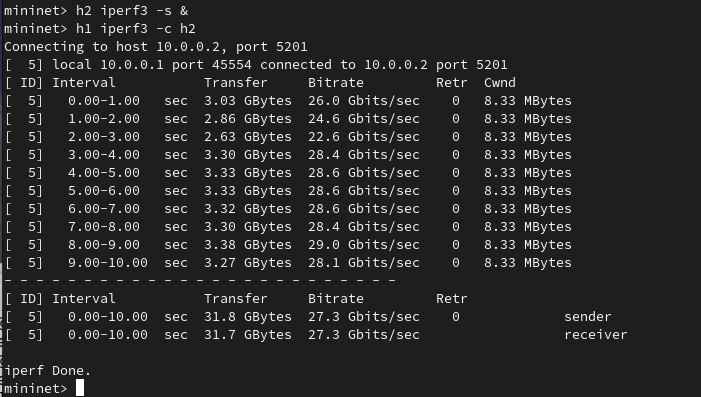 mininet> h2 iperf3 -s &
mininet> h1 iperf3 -c h2
Connecting to host 10.0.0.2, port 5201
[  5] local 10.0.0.1 port 45554 connected to 10.0.0.2 port 5201
[ ID] Interval           Transfer     Bitrate         Retr  Cwnd
[  5]   0.00-1.00   sec  3.03 GBytes  26.0 Gbits/sec    0   8.33 MBytes
[  5]   1.00-2.00   sec  2.86 GBytes  24.6 Gbits/sec    0   8.33 MBytes
[  5]   2.00-3.00   sec  2.63 GBytes  22.6 Gbits/sec    0   8.33 MBytes
[  5]   3.00-4.00   sec  3.30 GBytes  28.4 Gbits/sec    0   8.33 MBytes
[  5]   4.00-5.00   sec  3.33 GBytes  28.6 Gbits/sec    0   8.33 MBytes
[  5]   5.00-6.00   sec  3.33 GBytes  28.6 Gbits/sec    0   8.33 MBytes
[  5]   6.00-7.00   sec  3.32 GBytes  28.6 Gbits/sec    0   8.33 MBytes
[  5]   7.00-8.00   sec  3.30 GBytes  28.4 Gbits/sec    0   8.33 MBytes
[  5]   8.00-9.00   sec  3.38 GBytes  29.0 Gbits/sec    0   8.33 MBytes
[  5]   9.00-10.00  sec  3.27 GBytes  28.1 Gbits/sec    0   8.33 MBytes
- - - - - - - - - - - - - - - - - - - - - - - - -
[ ID] Interval           Transfer     Bitrate         Retr
[  5]   0.00-10.00  sec  31.8 GBytes  27.3 Gbits/sec    0             sender
[  5]   0.00-10.00  sec  31.7 GBytes  27.3 Gbits/sec                  receiver
iperf Done.
mininet>